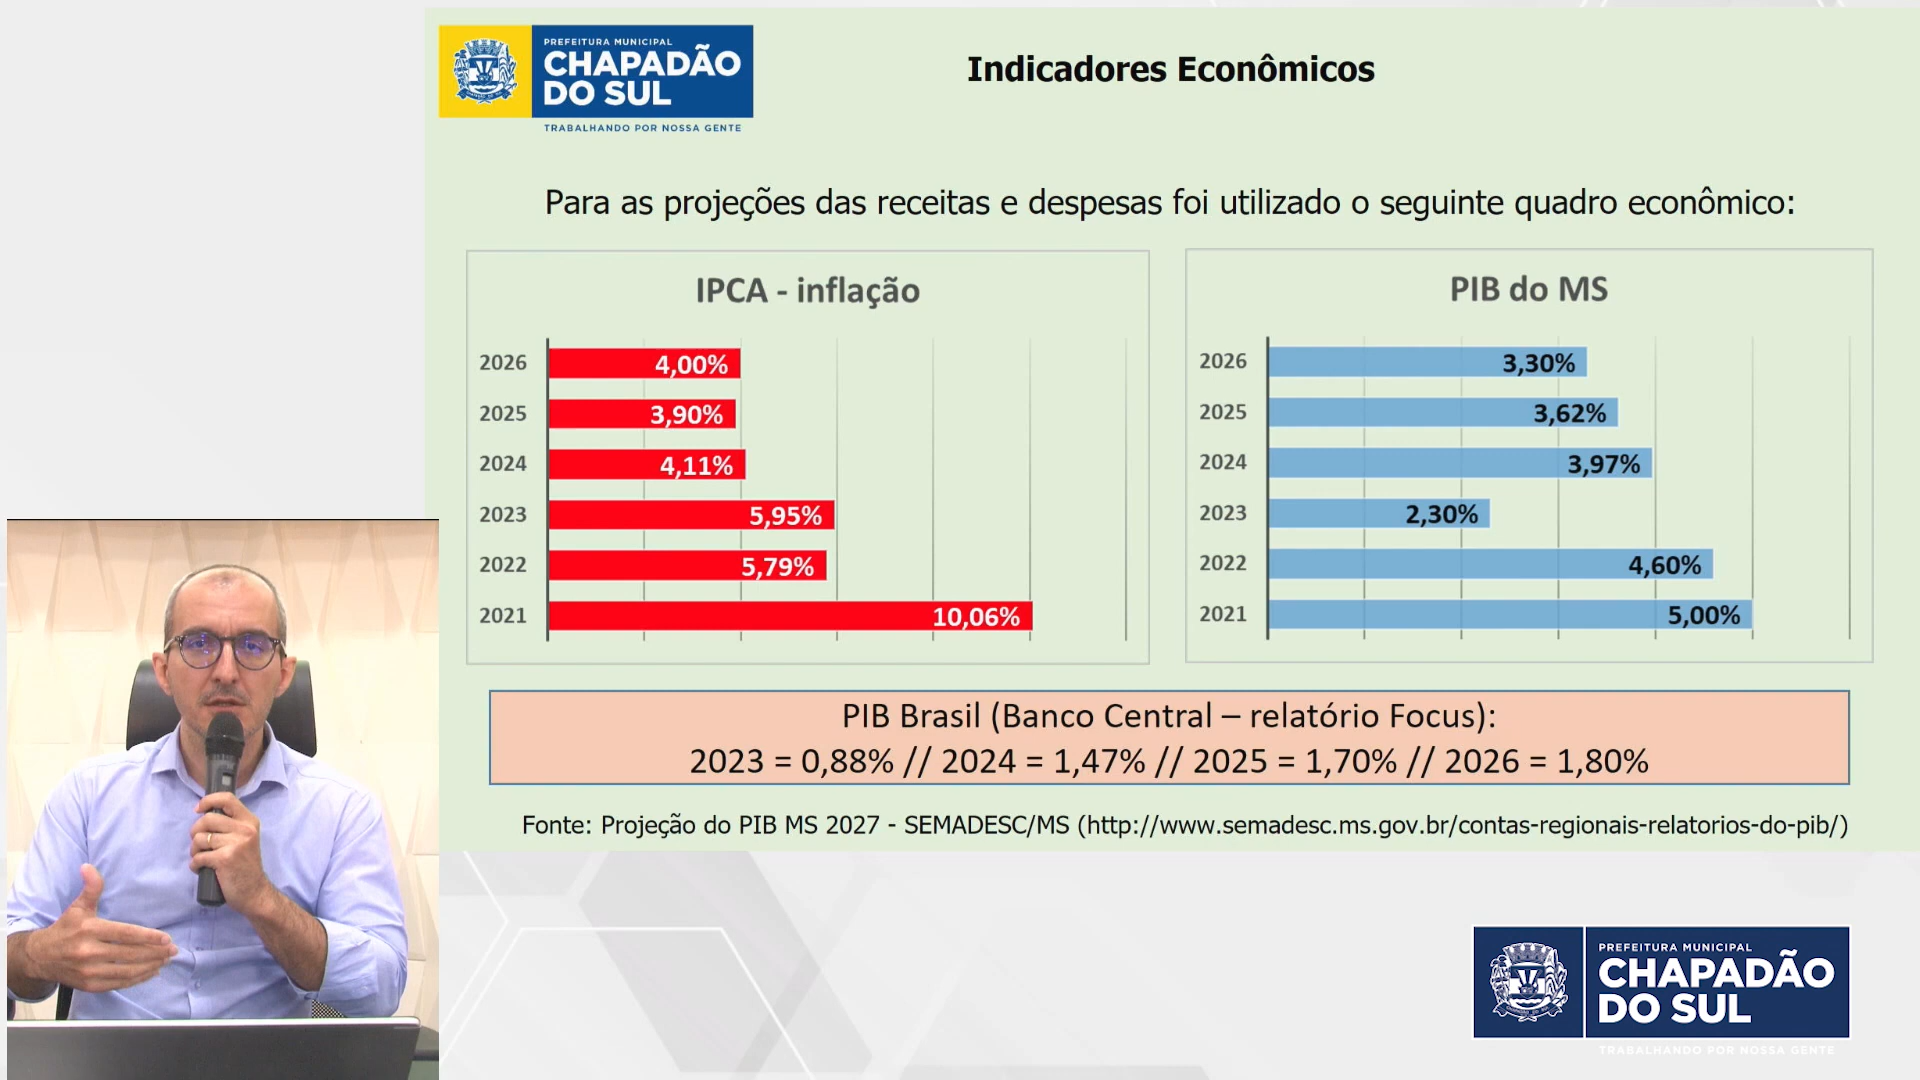 PREFEITURA MUNICIPAL
CHAPADÃO
DO SUL
TRABALHANDO POR NOSSA GENTE
Indicadores Econômicos
Para as projeções das receitas e despesas foi utilizado o seguinte quadro econômico:
IPCA - inflação
2026 4,00%
2025 3,90%
2024 4,11%
2023 5,95%
2022 5,79%
2021 10,06%
PIB do MS
2026 3,30%
2025 3,62%
2024 3,97%
2023 2,30%
2022 4,60%
2021 5,00%
PIB Brasil (Banco Central – relatório Focus):
2023 = 0,88% // 2024 = 1,47% // 2025 = 1,70% // 2026 = 1,80%
Fonte: Projeção do PIB MS 2027 - SEMADESC/MS (http://www.semadesc.ms.gov.br/contas-regionais-relatorios-do-pib/)
PREFEITURA MUNICIPAL
CHAPADÃO
DO SUL
TRABALHANDO POR NOSSA GENTE